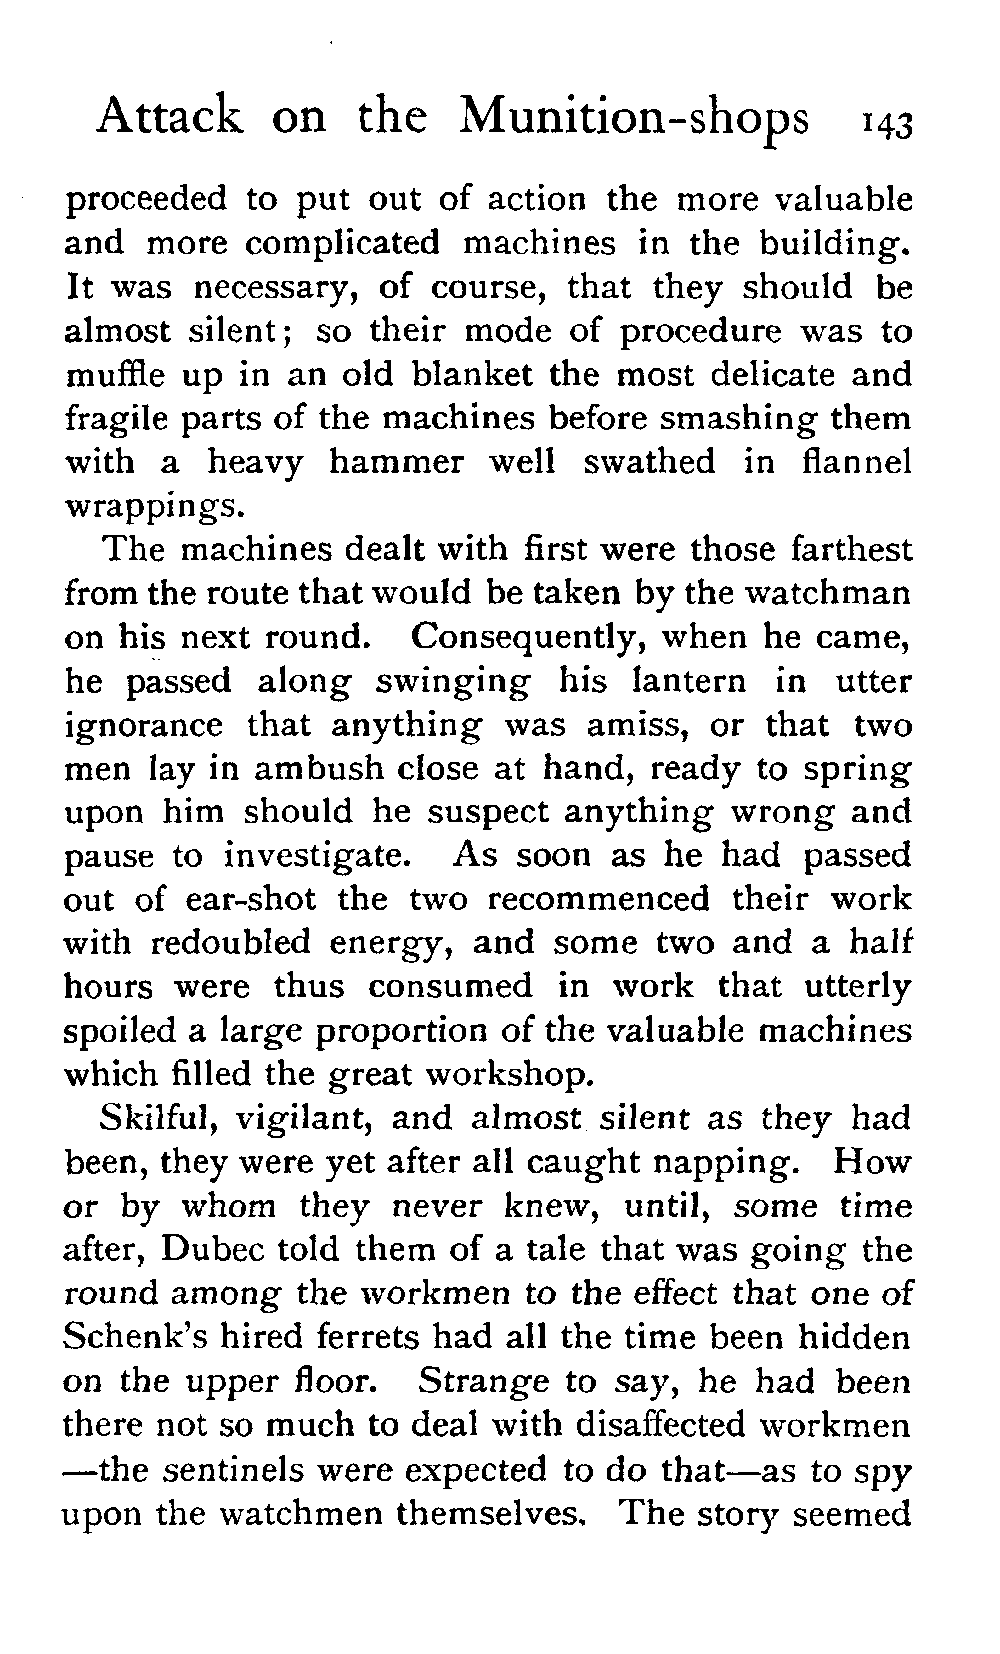 Attack on the Munition-shops 143
proceeded to put out of action the more valuable
and more complicated machines in the building.
It was necessary, of course, that they should be
almost silent; so their mode of procedure was to
muffle up in an old blanket the most delicate and
fragile parts of the machines before smashing them
with a heavy hammer well swathed in flannel
wrappings.
The machines dealt with first were those farthest
from the route that would be taken by the watchman
on his next round. Consequently, when he came,
he passed along swinging his lantern in utter
ignorance that anything was amiss, or that two
men lay in ambush close at hand, ready to spring
upon him should he suspect anything wrong and
pause to investigate. As soon as he had passed
out of ear-shot the two recommenced their work
with redoubled energy, and some two and a half
hours were thus consumed in work that utterly
spoiled a large proportion of the valuable machines
which filled the great workshop.
Skilful, vigilant, and almost silent as they had
been, they were yet after all caught napping. How
or by whom they never knew, until, some time
after, Dubec told them of a tale that was going the
round among the workmen to the effect that one of
Schenk's hired ferrets had all the time been hidden
on the upper floor. Strange to say, he had been
there not so much to deal with disaffected workmen
—the sentinels were expected to do that—as to spy
upon the watchmen themselves. The story seemed